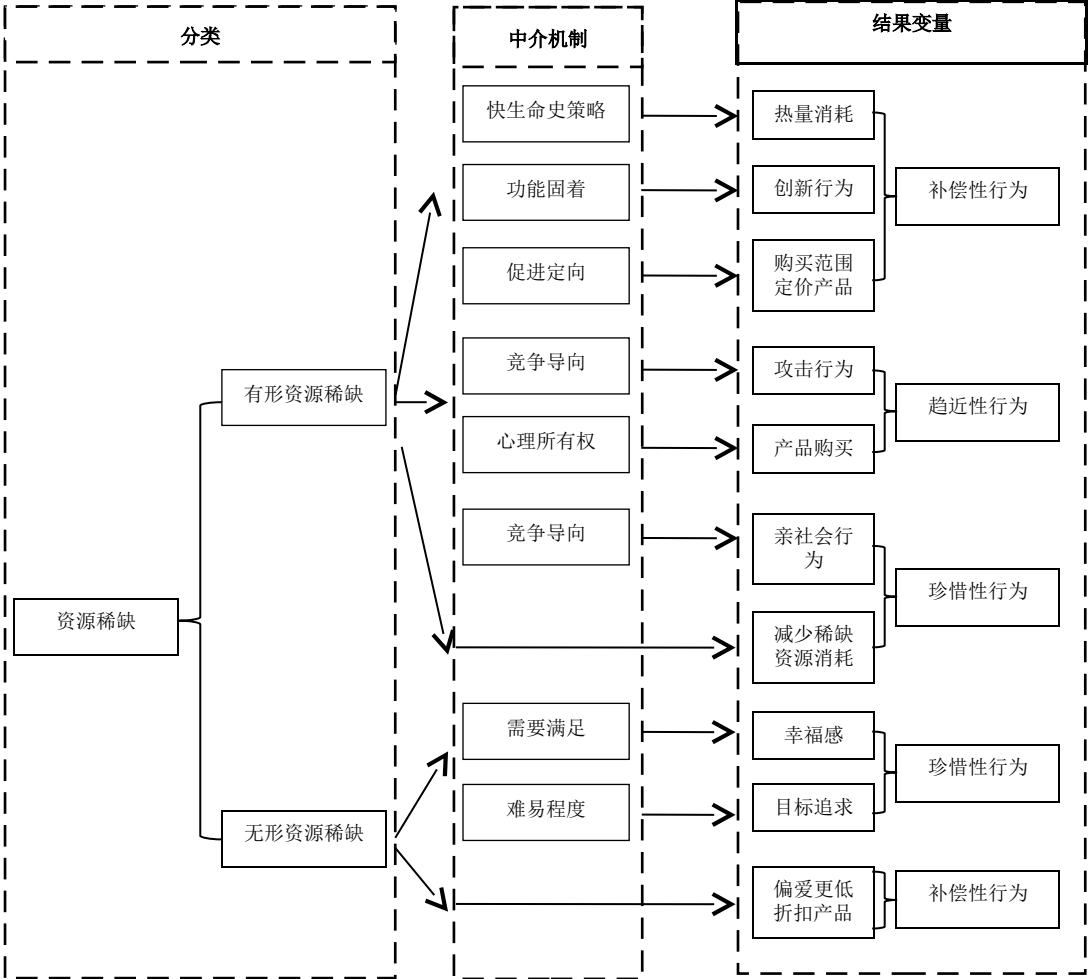 分类
中介机制
结果变量
快生命史策略
热量消耗
功能固着
创新行为
补偿性行为
促进定向
购买范围
定价产品
竞争导向
攻击行为
有形资源稀缺
趋近性行为
心理所有权
产品购买
竞争导向
亲社会行
为
珍惜性行为
资源稀缺
减少稀缺
资源消耗
需要满足
幸福感
珍惜性行为
难易程度
目标追求
无形资源稀缺
偏爱更低
折扣产品
补偿性行为